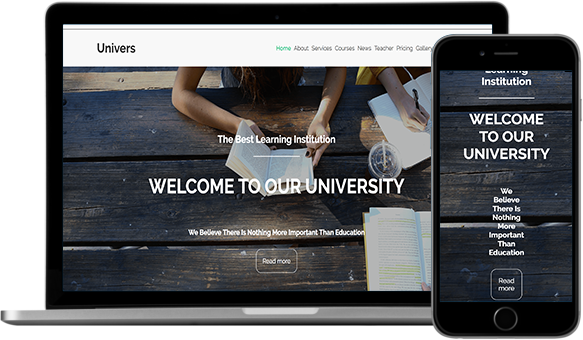 Univers
Home About Services Courses News Teacher Pricing Gallery
The Best Learning Institution
WELCOME TO OUR UNIVERSITY
We Believe There Is Nothing More Important Than Education
Read more
Learning
Institution
WELCOME
TO OUR
UNIVERSITY
We
Believe
There Is
Nothing
More
Important
Than
Education
Read
more